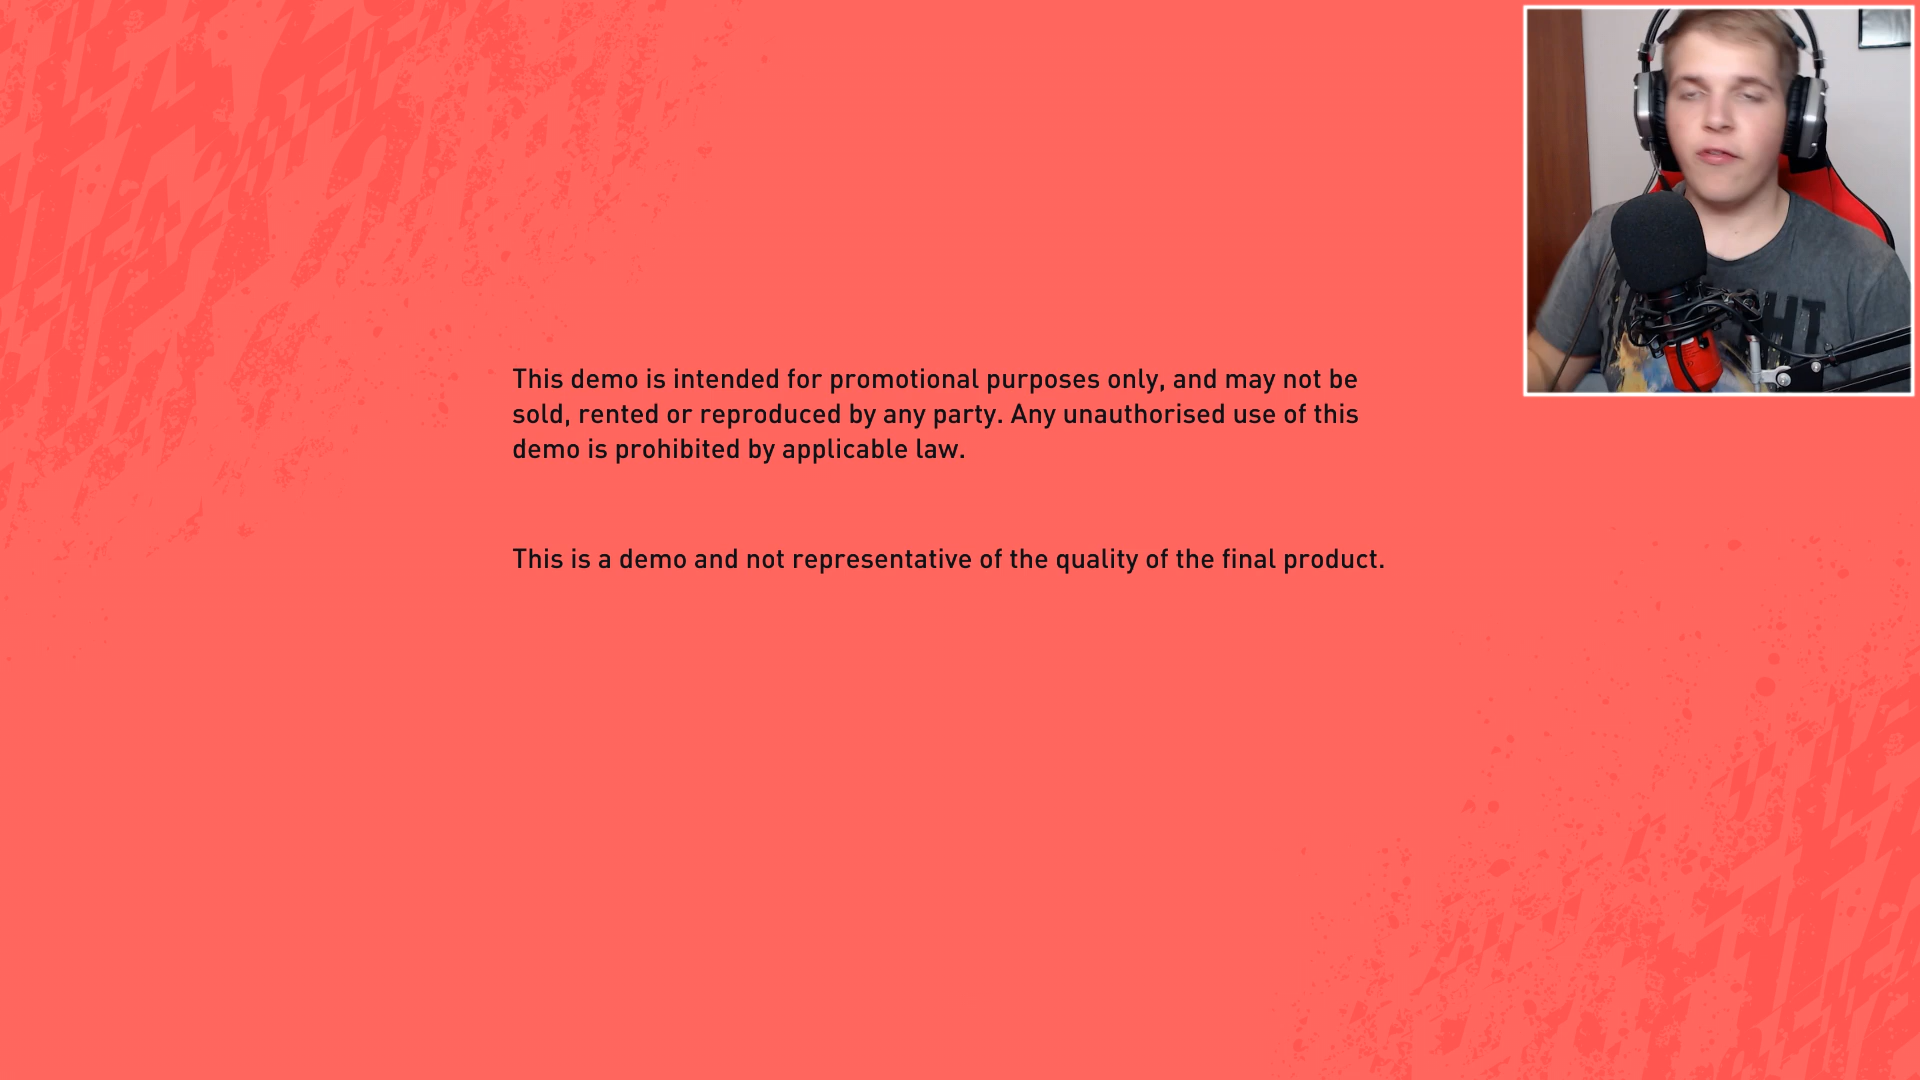 This demo is intended for promotional purposes only, and may not be
sold, rented or reproduced by any party. Any unauthorised use of this
demo is prohibited by applicable law.
This is a demo and not representative of the quality of the final product.